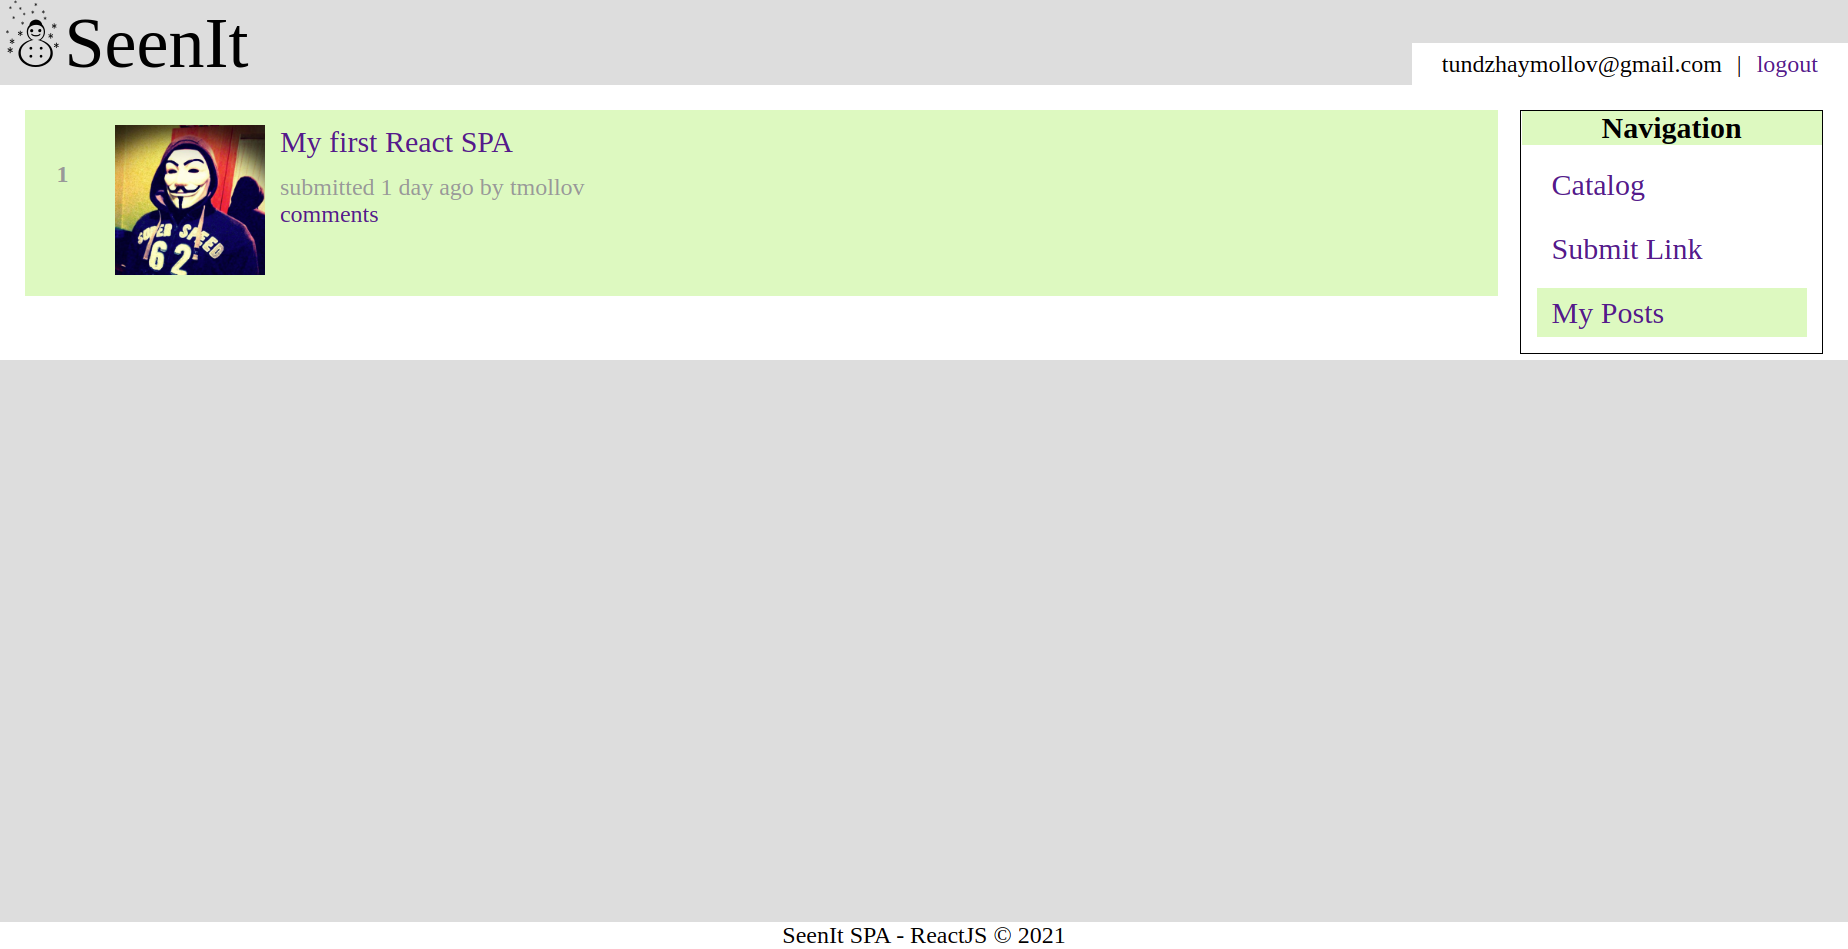 SeenIt
tundzhaymollov@gmail.com | logout
1
My first React SPA
submitted 1 day ago by tmollov
comments
SUPER SPEED
62
Navigation
Catalog
Submit Link
My Posts
SeenIt SPA - ReactJS © 2021